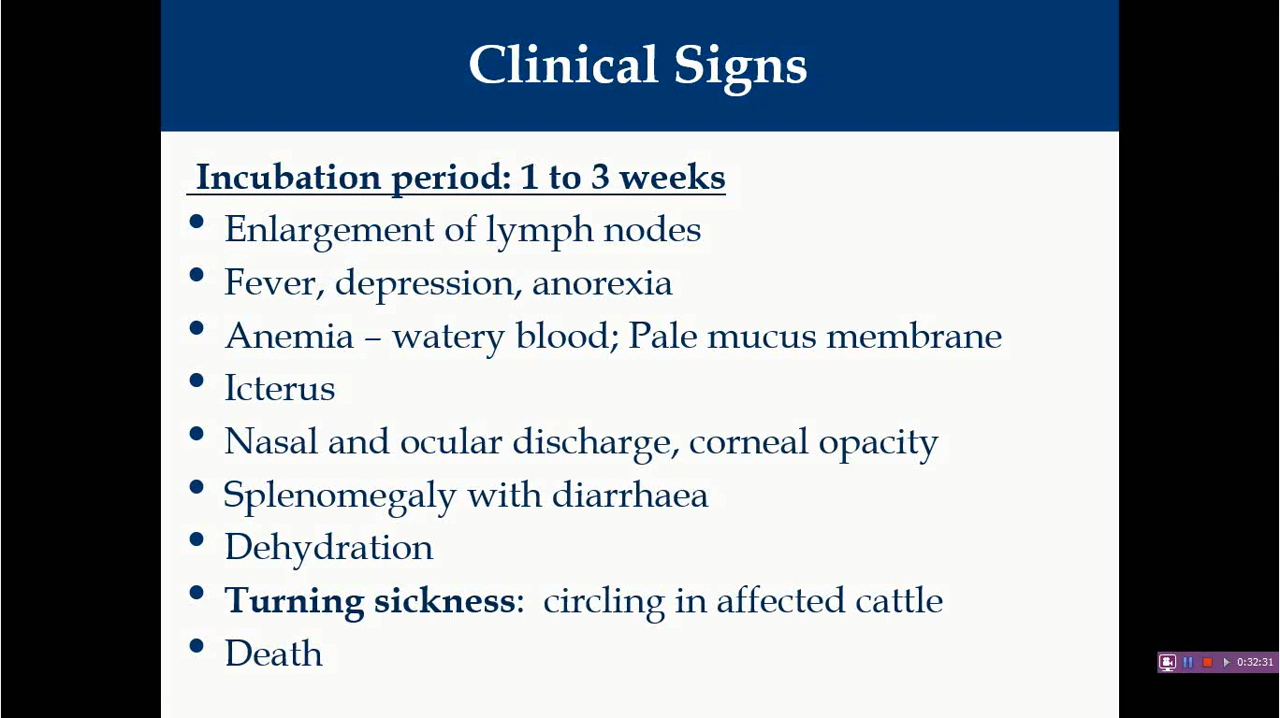 Clinical Signs
Incubation period: 1 to 3 weeks
• Enlargement of lymph nodes
• Fever, depression, anorexia
• Anemia – watery blood; Pale mucus membrane
• Icterus
• Nasal and ocular discharge, corneal opacity
• Splenomegaly with diarrhaea
• Dehydration
• Turning sickness: circling in affected cattle
• Death
0:32:31